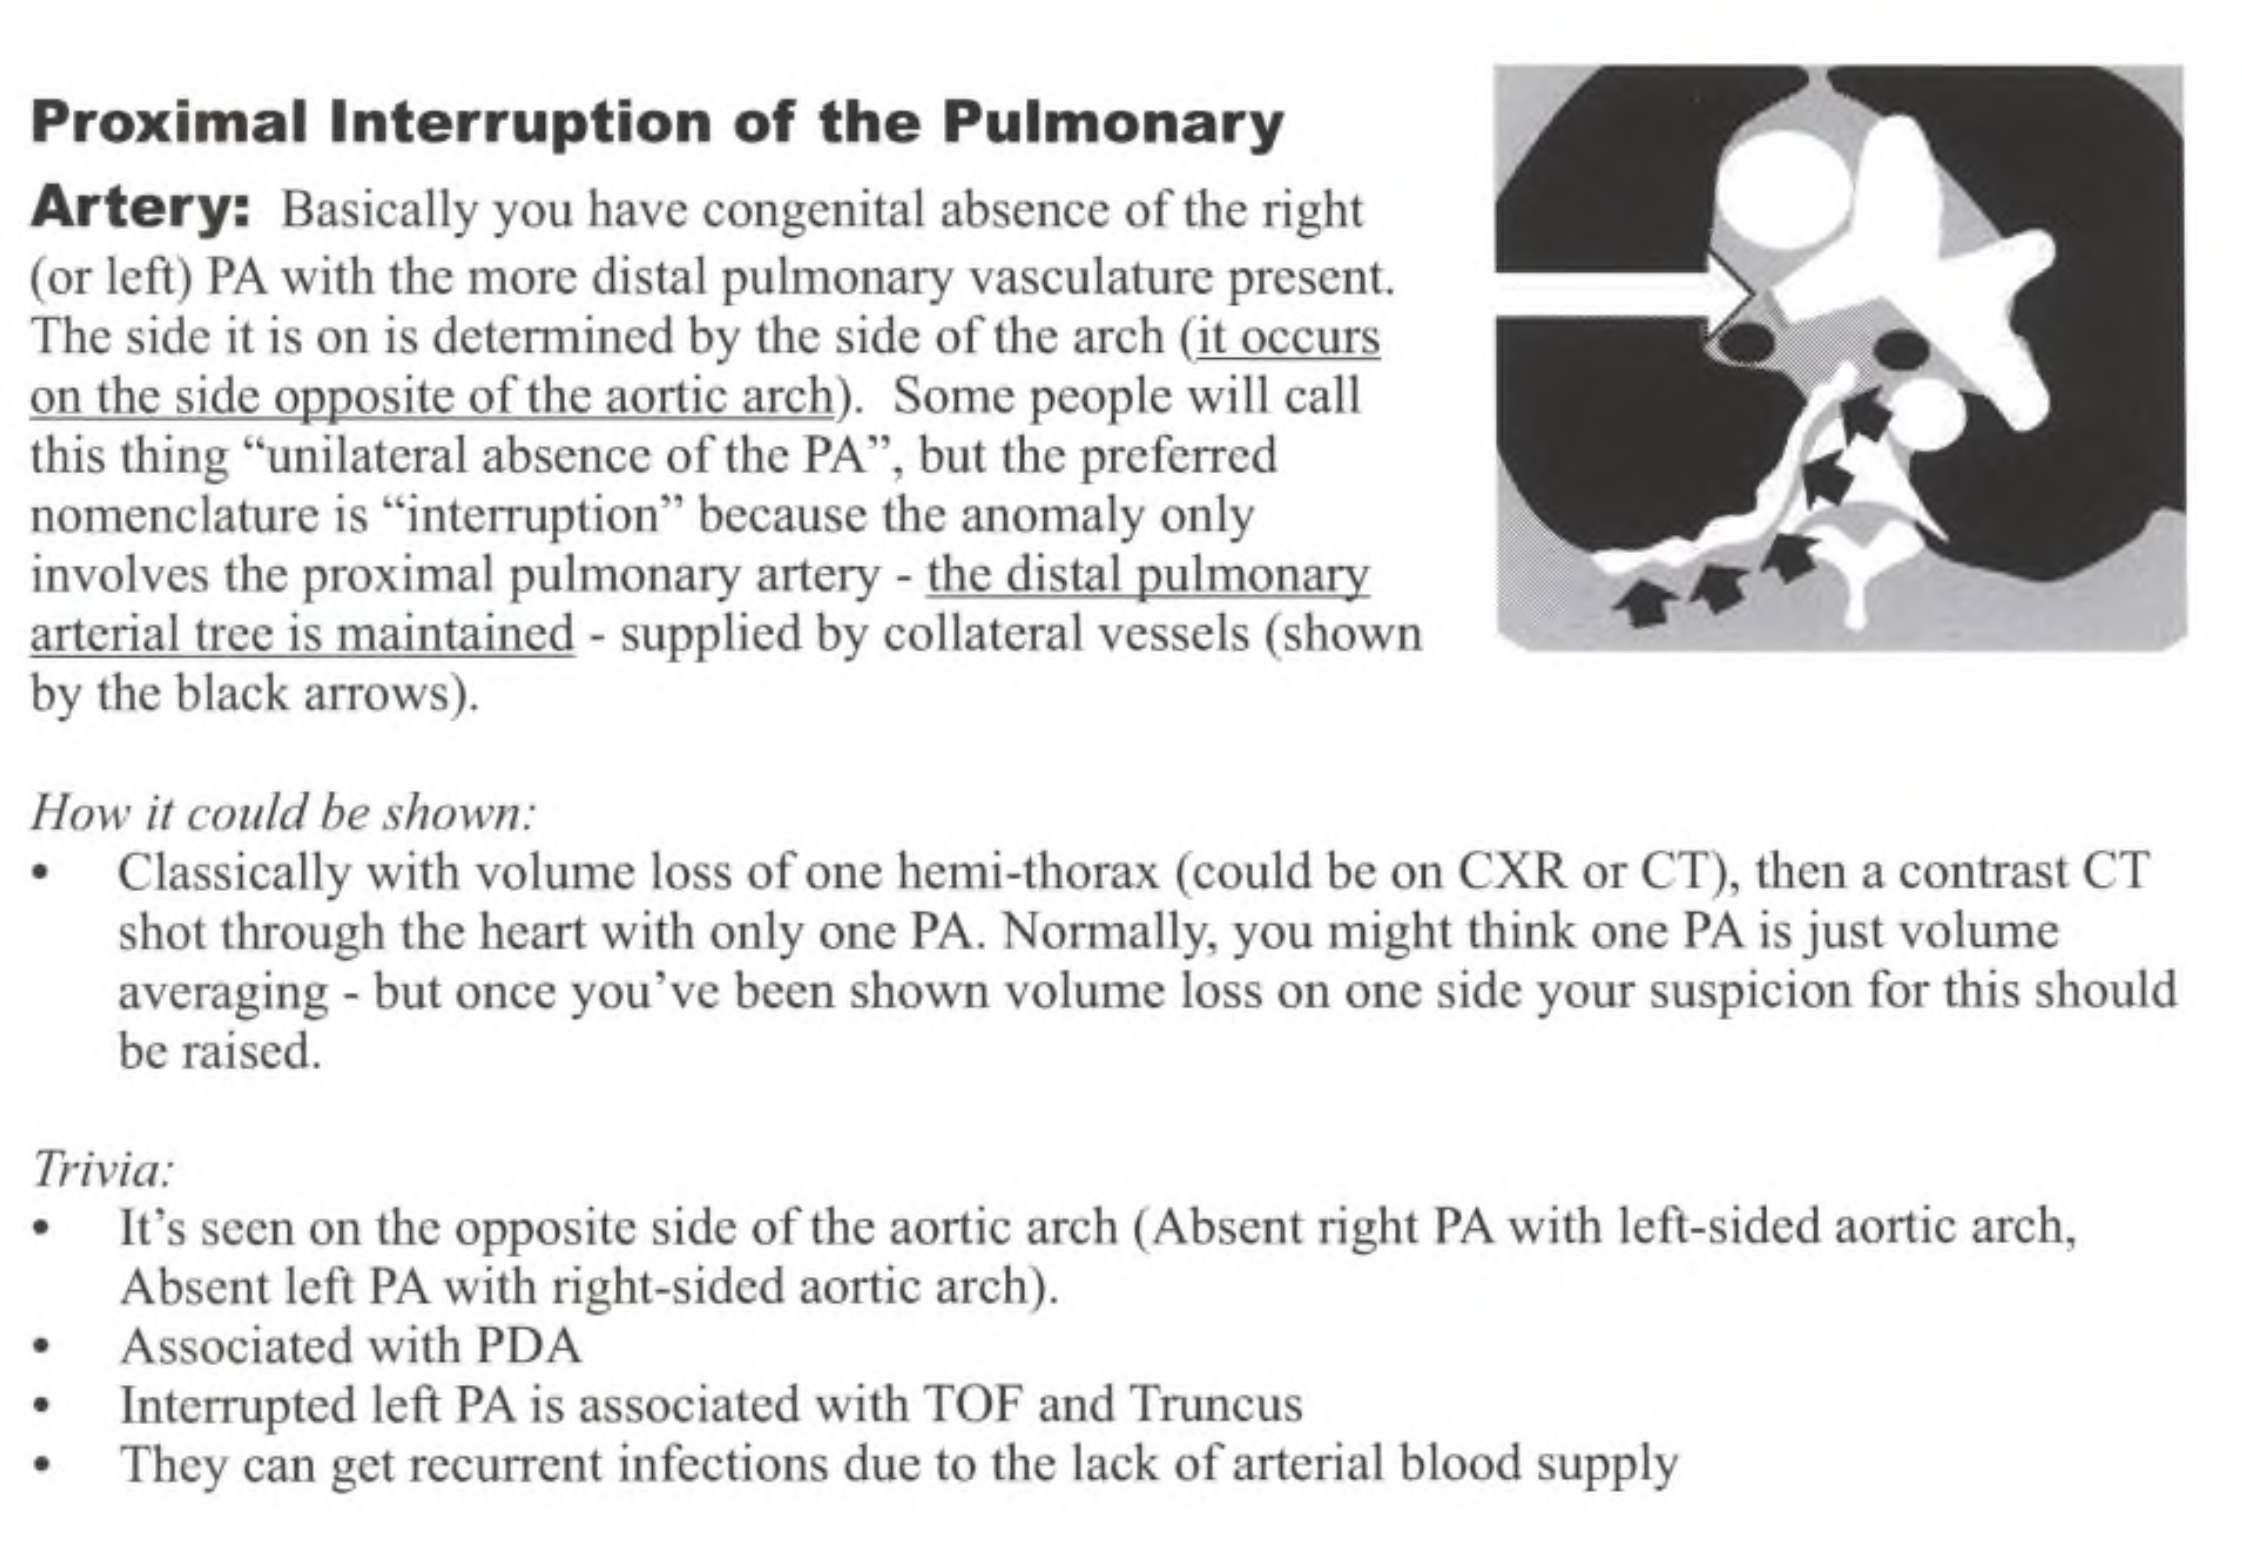 Proximal Interruption of the Pulmonary
Artery: Basically you have congenital absence of the right
(or left) PA with the more distal pulmonary vasculature present.
The side it is on is determined by the side of the arch (it occurs
on the side opposite of the aortic arch). Some people will call
this thing “unilateral absence of the PA”, but the preferred
nomenclature is “interruption” because the anomaly only
involves the proximal pulmonary artery - the distal pulmonary
arterial tree is maintained - supplied by collateral vessels (shown
by the black arrows).
How it could be shown:
• Classically with volume loss of one hemi-thorax (could be on CXR or CT), then a contrast CT
shot through the heart with only one PA. Normally, you might think one PA is just volume
averaging - but once you’ve been shown volume loss on one side your suspicion for this should
be raised.
Trivia:
• It’s seen on the opposite side of the aortic arch (Absent right PA with left-sided aortic arch,
Absent left PA with right-sided aortic arch).
• Associated with PDA
• Interrupted left PA is associated with TOF and Truncus
• They can get recurrent infections due to the lack of arterial blood supply